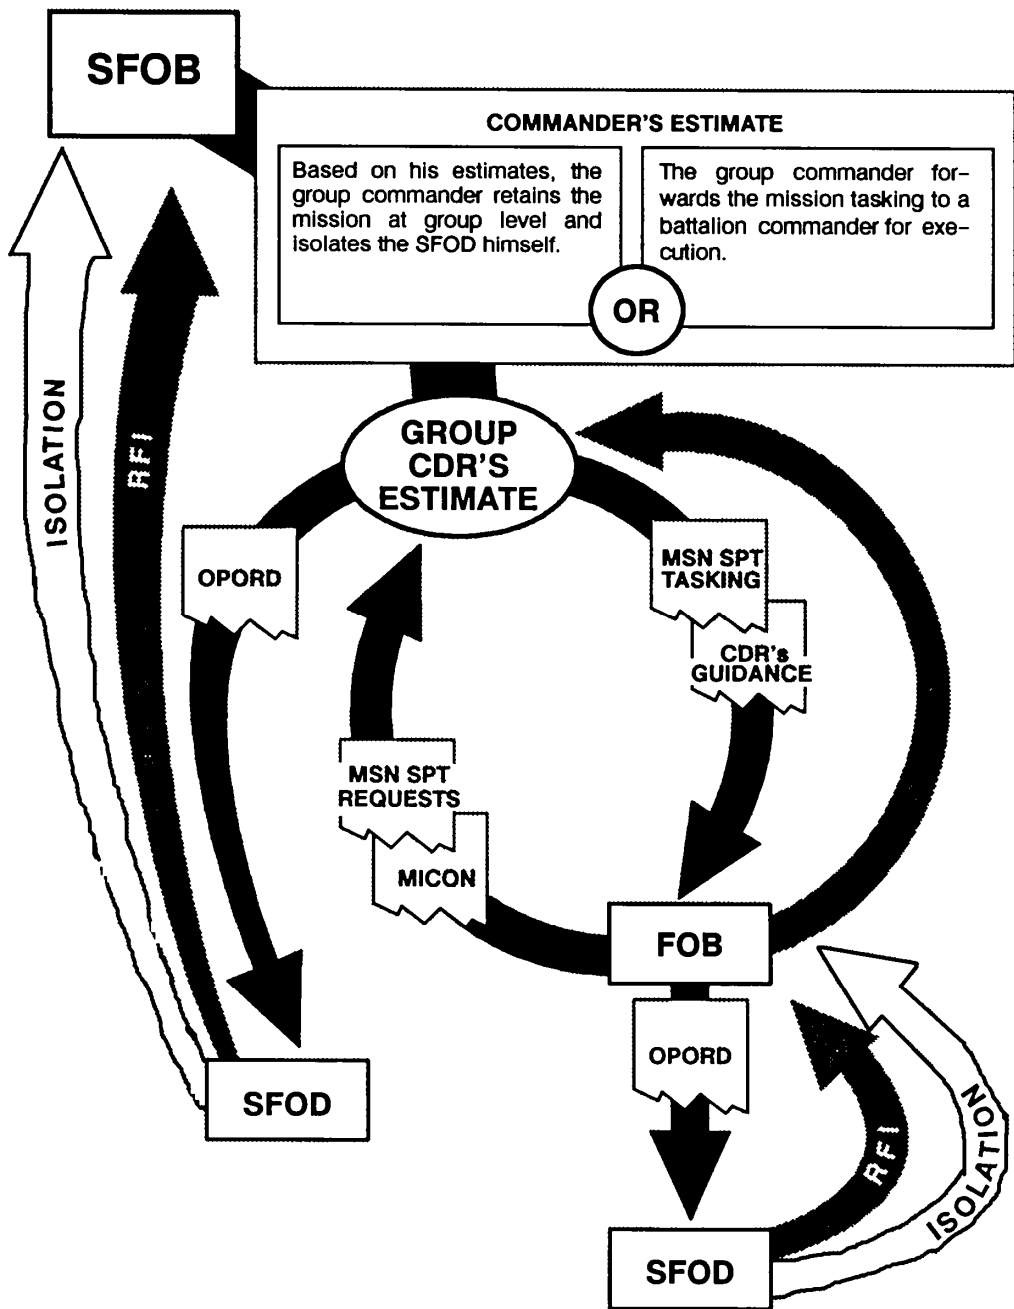 SFOB
COMMANDER'S ESTIMATE
Based on his estimates, the
group commander retains the
mission at group level and
isolates the SFOD himself.
The group commander for-
wards the mission tasking to a
battalion commander for exe-
cution.
OR
ISOLATION
RFI
GROUP
CDR'S
ESTIMATE
OPORD
MSN SPT
TASKING
CDR's
GUIDANCE
MSN SPT
REQUESTS
MICON
FOB
OPORD
SFOD
RFI
ISOLATION
SFOD